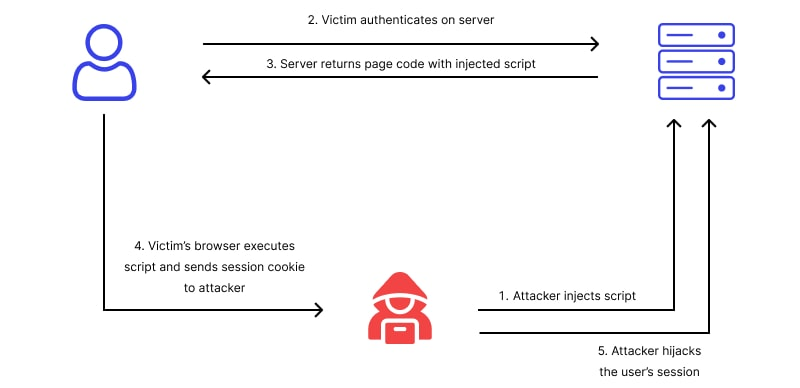 2. Victim authenticates on server
3. Server returns page code with injected script
4. Victim’s browser executes
script and sends session cookie
to attacker
1. Attacker injects script
5. Attacker hijacks
the user’s session